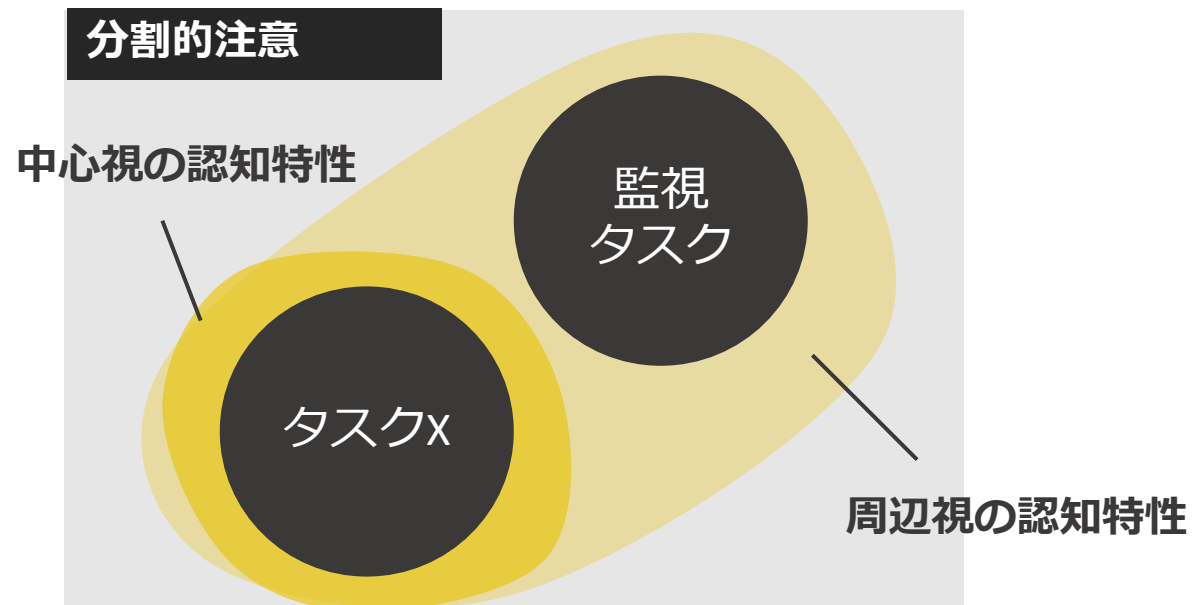 分割的注意
中心視の認知特性
監視
タスク
タスクX
周辺視の認知特性